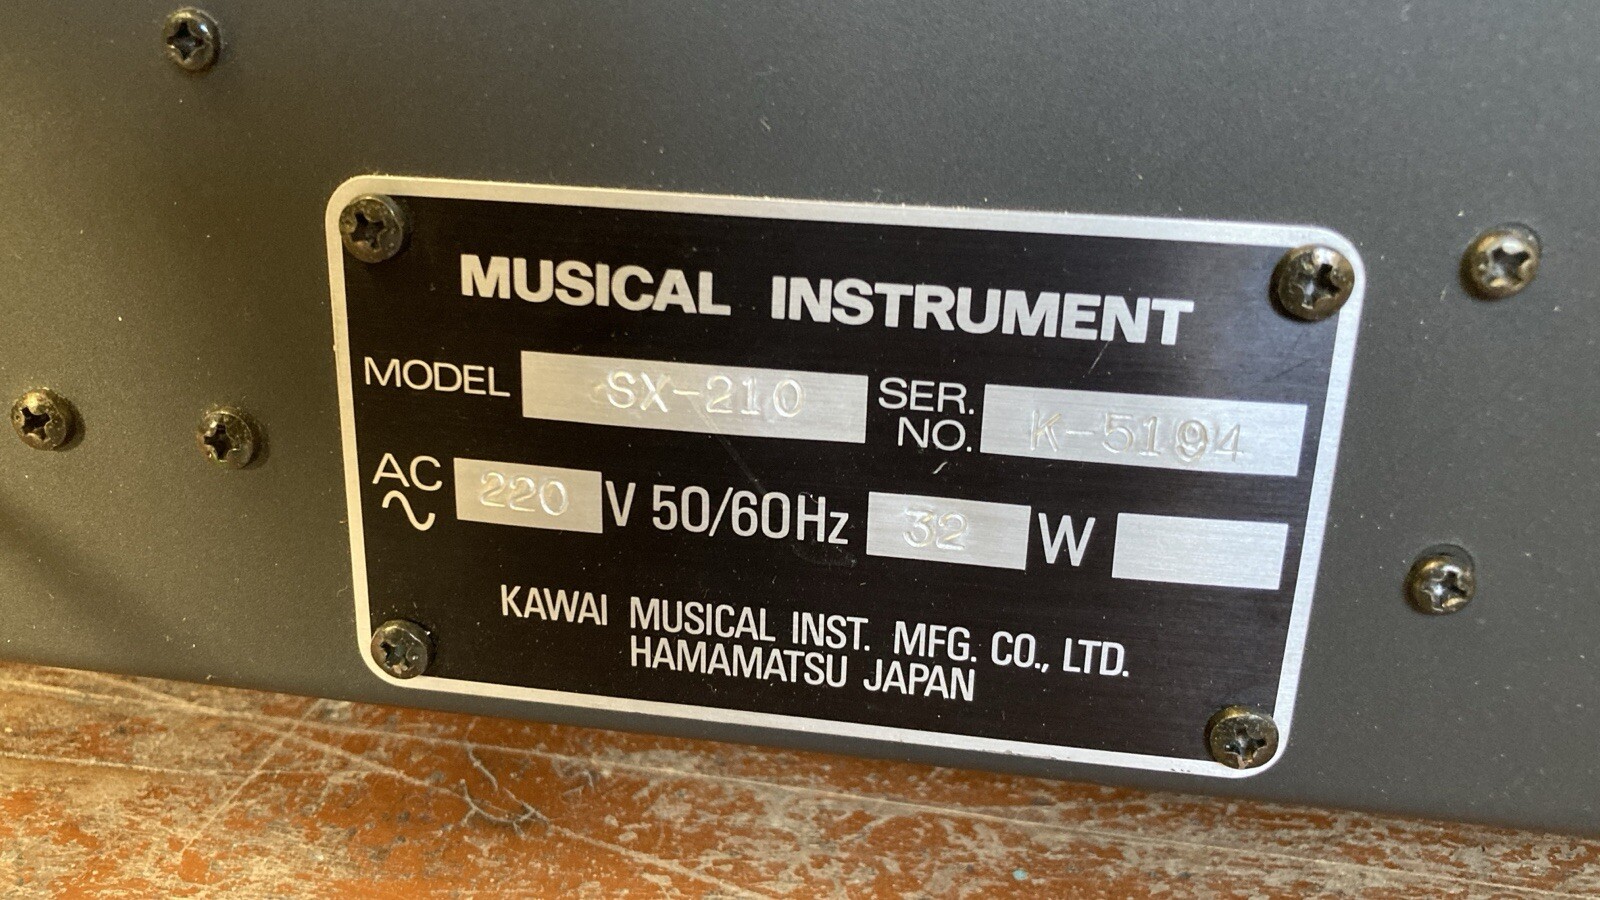 MUSICAL INSTRUMENT
MODEL SX-210 SER. NO. K-5194
AC 220 V 50/60Hz 32 W
KAWAI MUSICAL INST. MFG. CO., LTD.
HAMAMATSU JAPAN